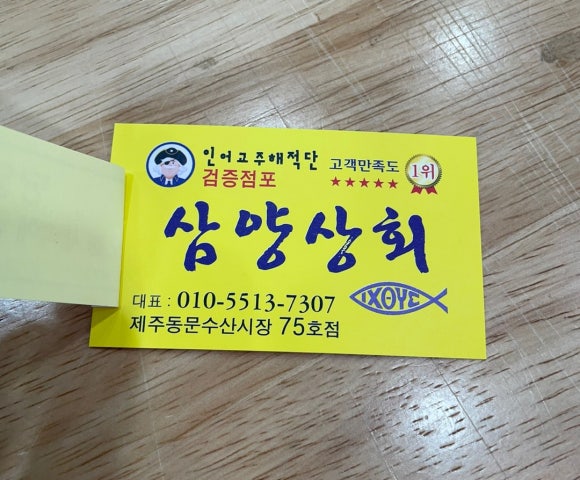 인어교주해적단 고객만족도 1위
검증점포 ★★★★★
삼양상회
대표 : 010-5513-7307 ΙΧΘΥΣ
제주동문수산시장 75호점